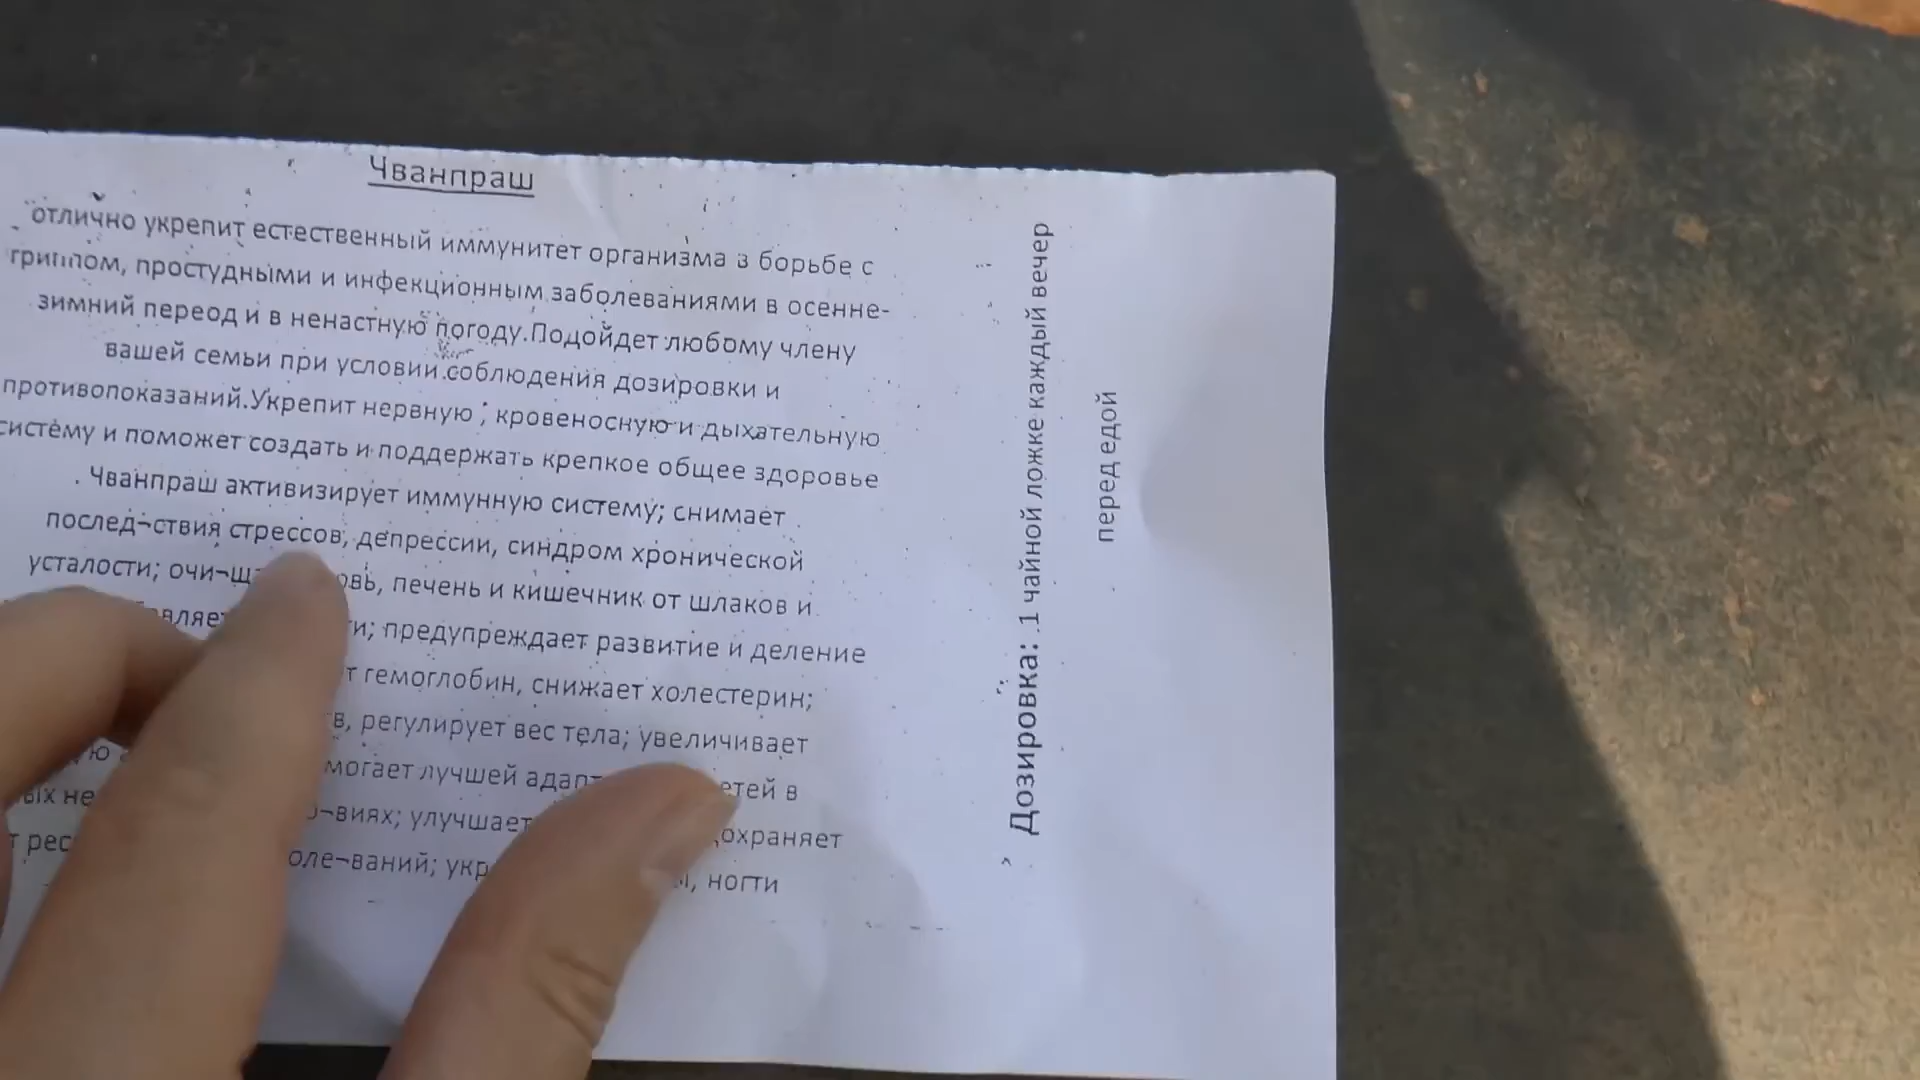 Чванпраш
отлично укрепит естественный иммунитет организма в борьбе с
гриппом, простудными и инфекционным заболеваниями в осенне-
зимний переод и в ненастную погоду.Подойдет любому члену
вашей семьи при условии соблюдения дозировки и
противопоказаний.Укрепит нервную , кровеносную и дыхательную
систему и поможет создать и поддержать крепкое общее здоровье
. Чванпраш активизирует иммунную систему; снимает
послед¬ствия стрессов, депрессии, синдром хронической
усталости; печень и кишечник от шлаков и
предупреждает развитие и деление
гемоглобин, снижает холестерин;
регулирует вес тела; увеличивает
лучшей в
улучшает
ногти
Дозировка: 1 чайной ложке каждый вечер
перед едой